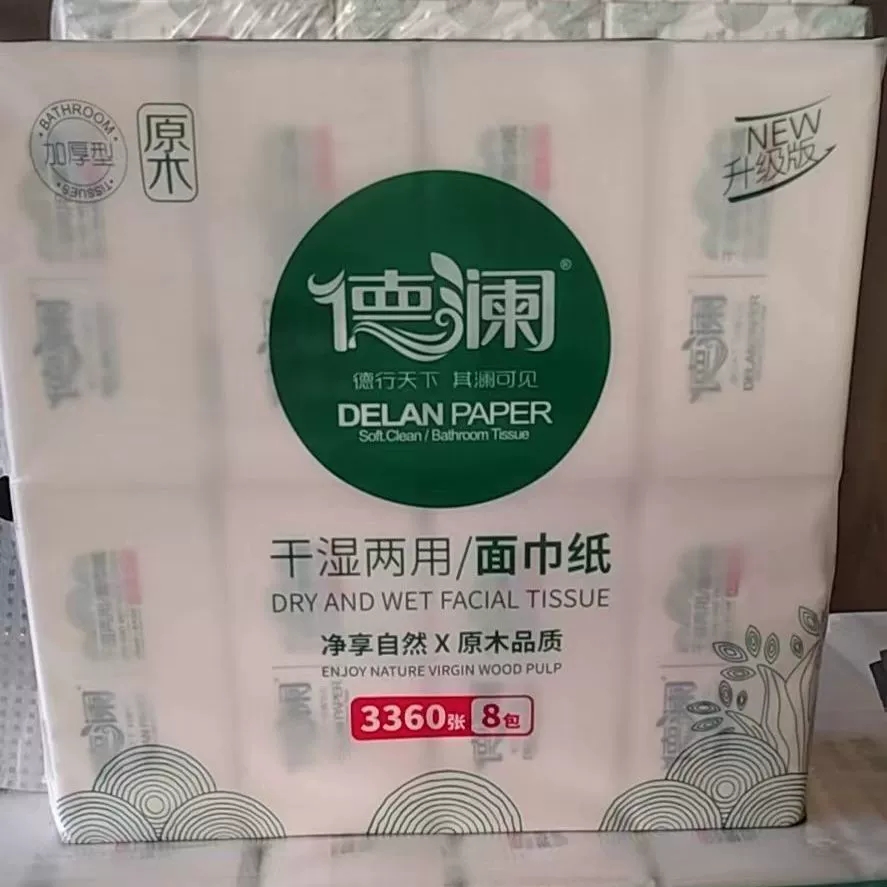 BATHROOM
加厚型
TISSUES
原木
NEW
升级版
德澜®
德行天下 其澜可见
DELAN PAPER
Soft.Clean / Bathroom Tissue
干湿两用/面巾纸
DRY AND WET FACIAL TISSUE
净享自然 X 原木品质
ENJOY NATURE VIRGIN WOOD PULP
3360张 8包